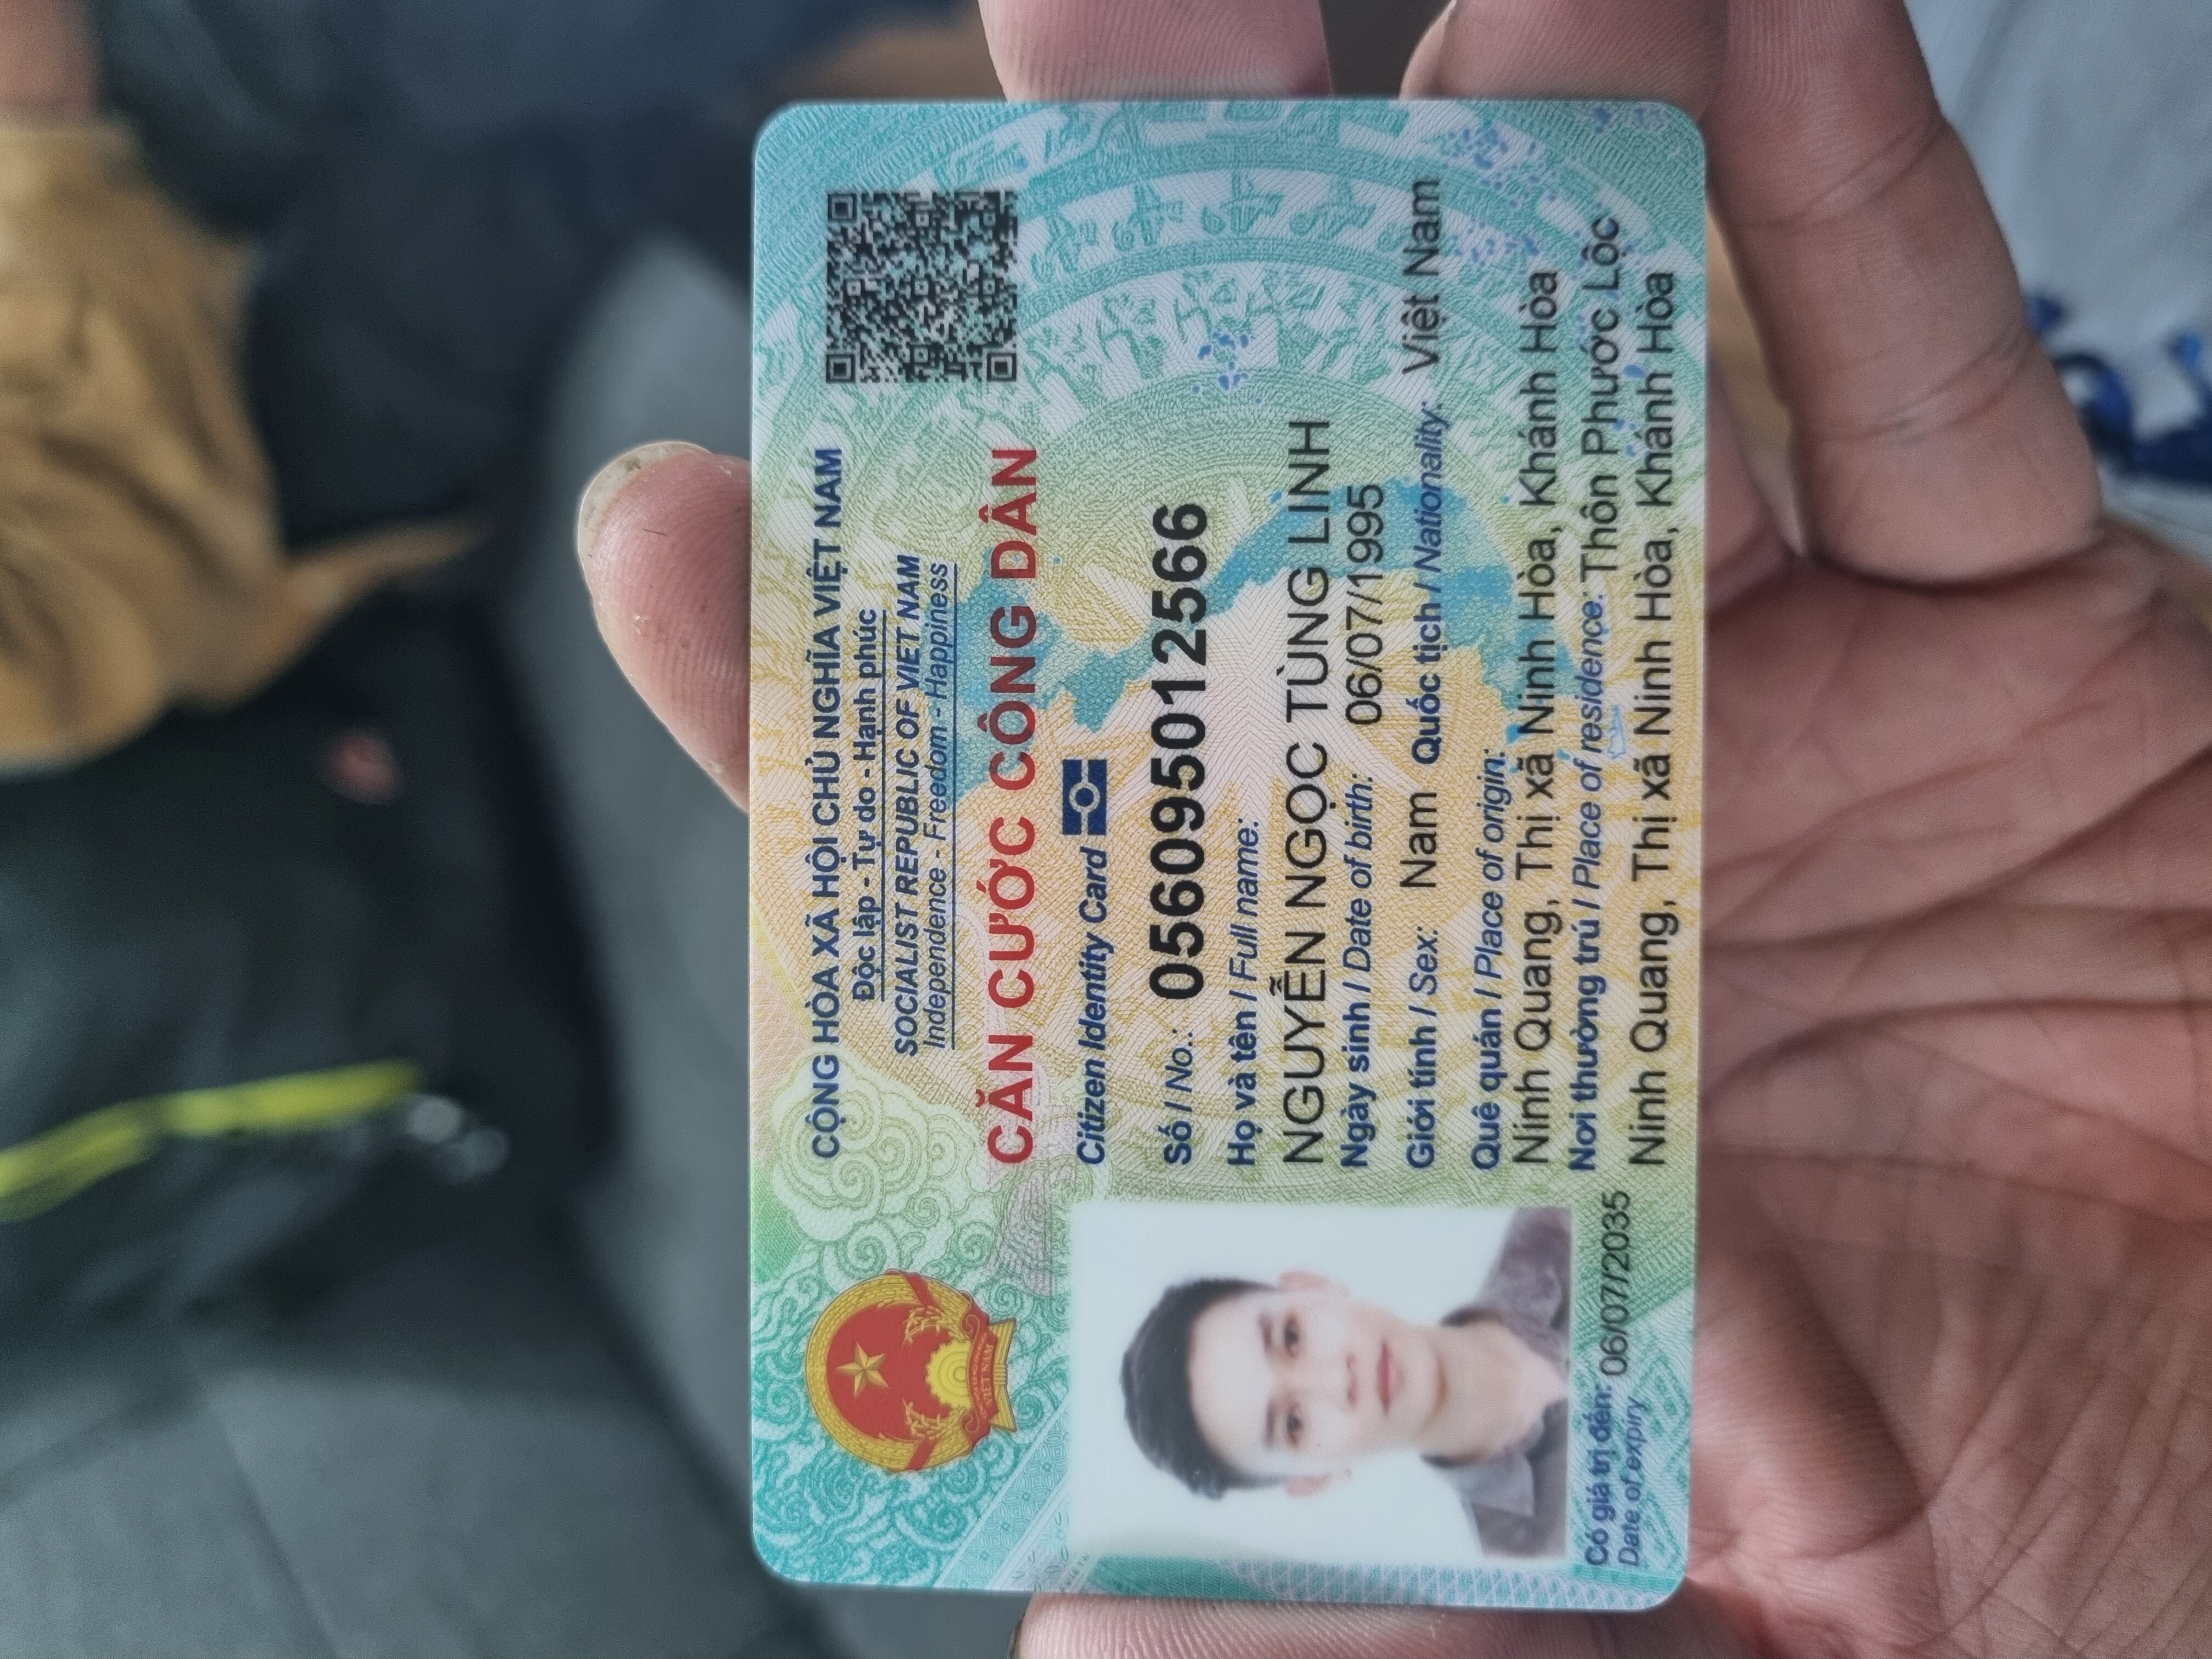 CỘNG HÒA XÃ HỘI CHỦ NGHĨA VIỆT NAM
Độc lập - Tự do - Hạnh phúc
SOCIALIST REPUBLIC OF VIET NAM
Independence - Freedom - Happiness
CĂN CƯỚC CÔNG DÂN
Citizen Identity Card
Số / No.: 056095012566
Họ và tên / Full name:
NGUYỄN NGỌC TÙNG LINH
Ngày sinh / Date of birth: 06/07/1995
Giới tính / Sex: Nam Quốc tịch / Nationality: Việt Nam
Quê quán / Place of origin:
Ninh Quang, Thị xã Ninh Hòa, Khánh Hòa
Nơi thường trú / Place of residence: Thôn Phước Lộc
Ninh Quang, Thị xã Ninh Hòa, Khánh Hòa
Có giá trị đến: 06/07/2035
Date of expiry
VIỆT NAM